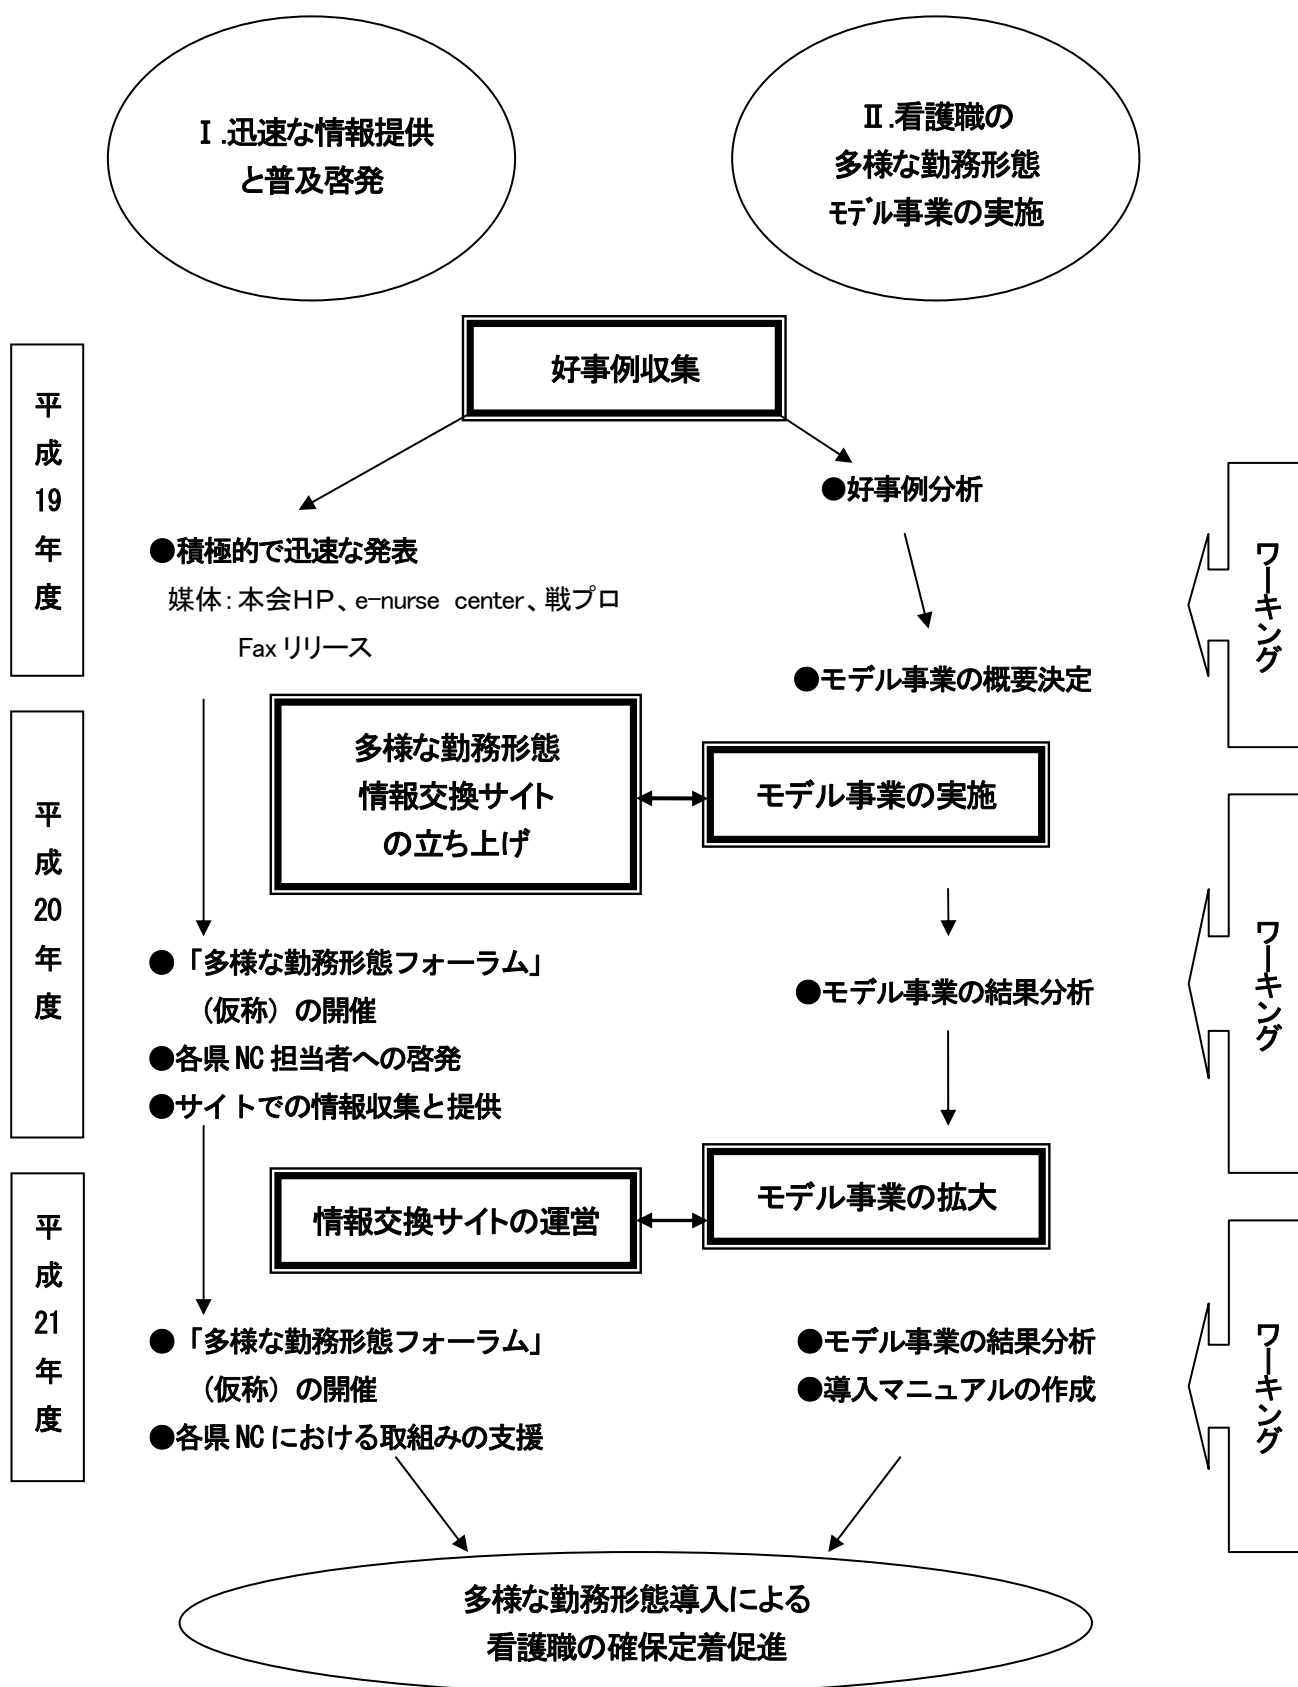 Ⅰ.迅速な情報提供
と普及啓発
Ⅱ.看護職の
多様な勤務形態
モデル事業の実施
好事例収集
平成19年度
●好事例分析
●積極的で迅速な発表
媒体：本会HP、e-nurse center、戦プロ
Fax リリース
●モデル事業の概要決定
ワーキング
平成20年度
多様な勤務形態
情報交換サイト
の立ち上げ
モデル事業の実施
●「多様な勤務形態フォーラム」
（仮称）の開催
●各県 NC 担当者への啓発
●サイトでの情報収集と提供
●モデル事業の結果分析
ワーキング
平成21年度
情報交換サイトの運営
モデル事業の拡大
●「多様な勤務形態フォーラム」
（仮称）の開催
●各県 NC における取組みの支援
●モデル事業の結果分析
●導入マニュアルの作成
ワーキング
多様な勤務形態導入による
看護職の確保定着促進